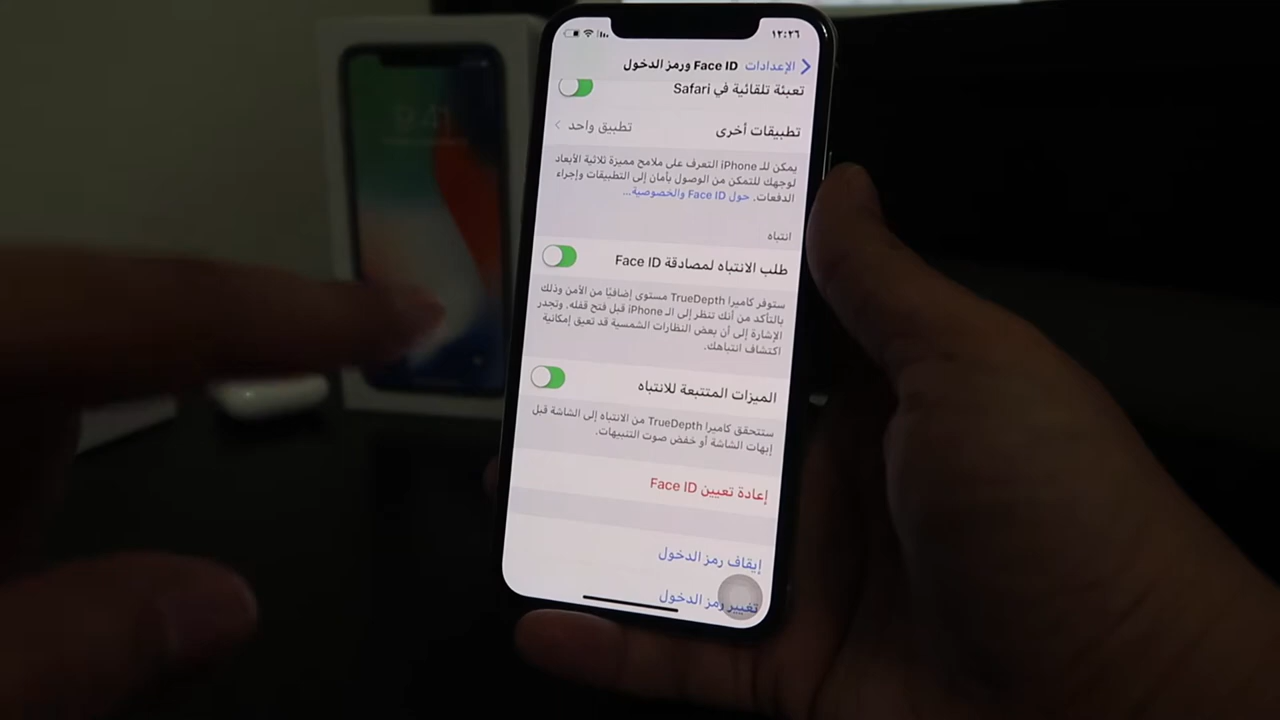 ١٢:٢٦
الإعدادات Face ID ورمز الدخول
تعبئة تلقائية في Safari
تطبيقات أخرى تطبيق واحد
يمكن للـ iPhone التعرف على ملامح مميزة ثلاثية الأبعاد
لوجهك للتمكن من الوصول بأمان إلى التطبيقات وإجراء
الدفعات. حول Face ID والخصوصية...
انتباه
طلب الانتباه لمصادقة Face ID
ستوفر كاميرا TrueDepth مستوى إضافيًا من الأمن وذلك
بالتأكد من أنك تنظر إلى الـ iPhone قبل فتح قفله. وتجدر
الإشارة إلى أن بعض النظارات الشمسية قد تعيق إمكانية
اكتشاف انتباهك.
الميزات المتتبعة للانتباه
ستتحقق كاميرا TrueDepth من الانتباه إلى الشاشة قبل
إبهات الشاشة أو خفض صوت التنبيهات.
إعادة تعيين Face ID
إيقاف رمز الدخول
تغيير رمز الدخول